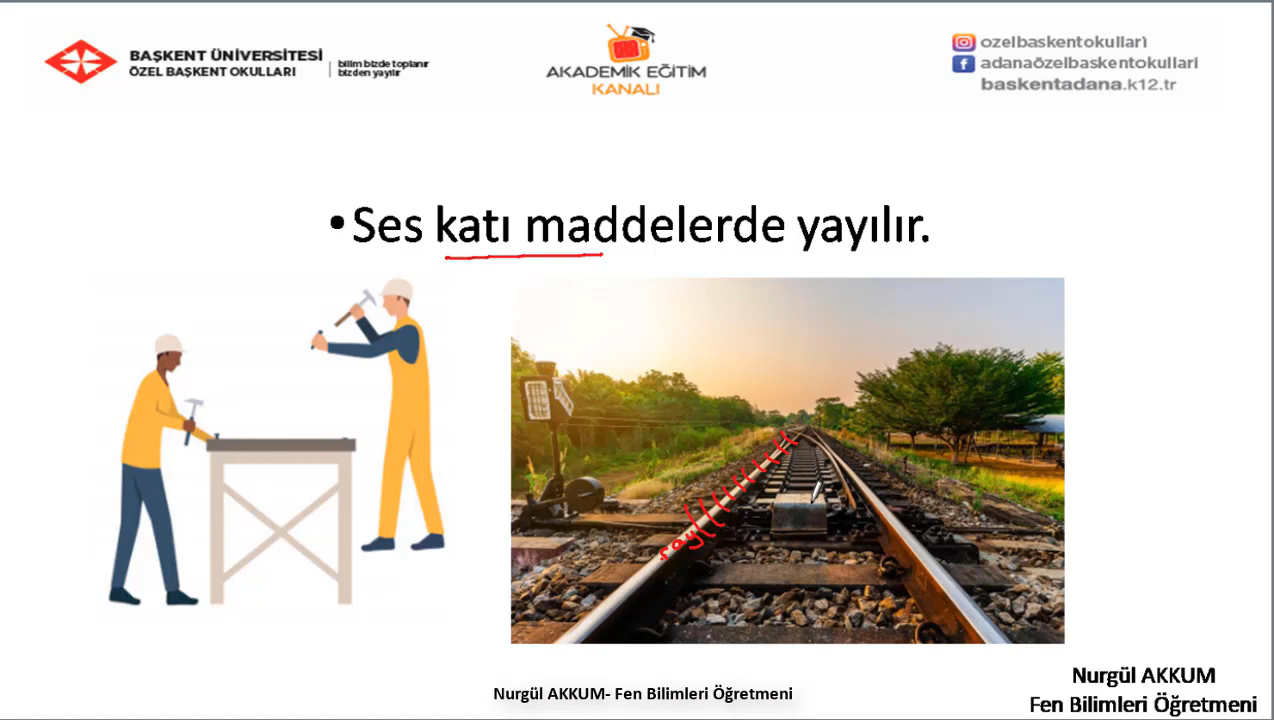 BAŞKENT ÜNİVERSİTESİ
ÖZEL BAŞKENT OKULLARI
bilim bizde toplanır
bizden yayılır
AKADEMİK EĞİTİM
KANALI
ozelbaskentokullari
adanaözelbaskentokullari
baskentadana.k12.tr
•Ses katı maddelerde yayılır.
ray
Nurgül AKKUM- Fen Bilimleri Öğretmeni
Nurgül AKKUM
Fen Bilimleri Öğretmeni